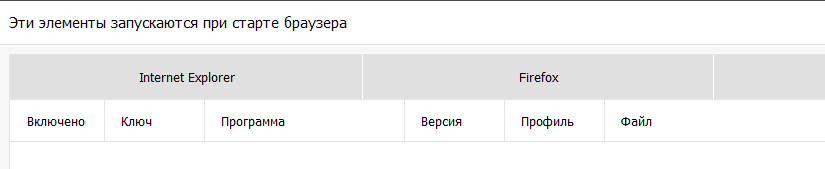 Эти элементы запускаются при старте браузера
Internet Explorer Firefox
Включено Ключ Программа Версия Профиль Файл